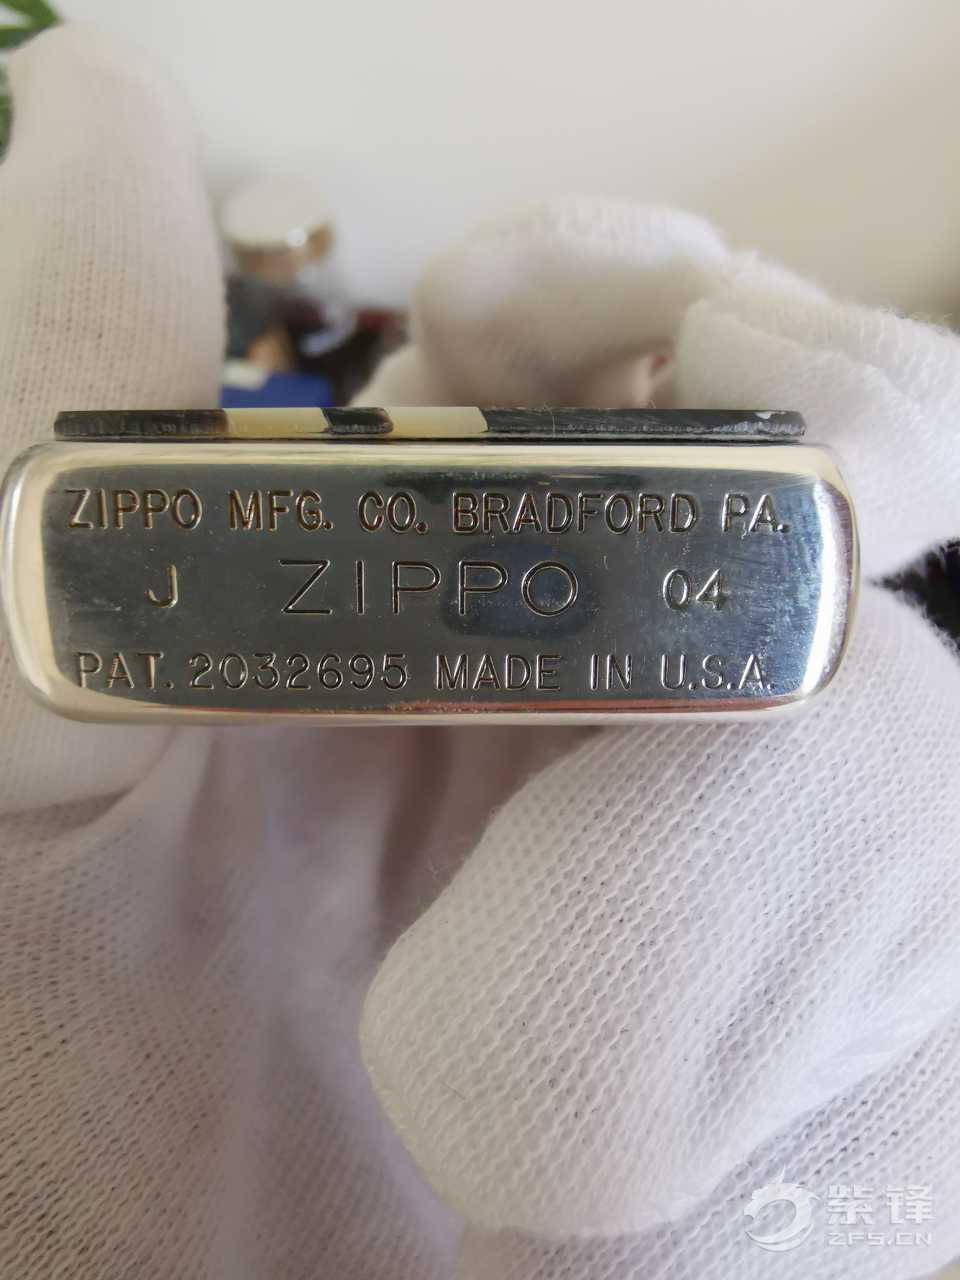 ZIPPO MFG. CO. BRADFORD PA.
J ZIPPO 04
PAT. 2032695 MADE IN U.S.A.
紫锋
ZFS.CN